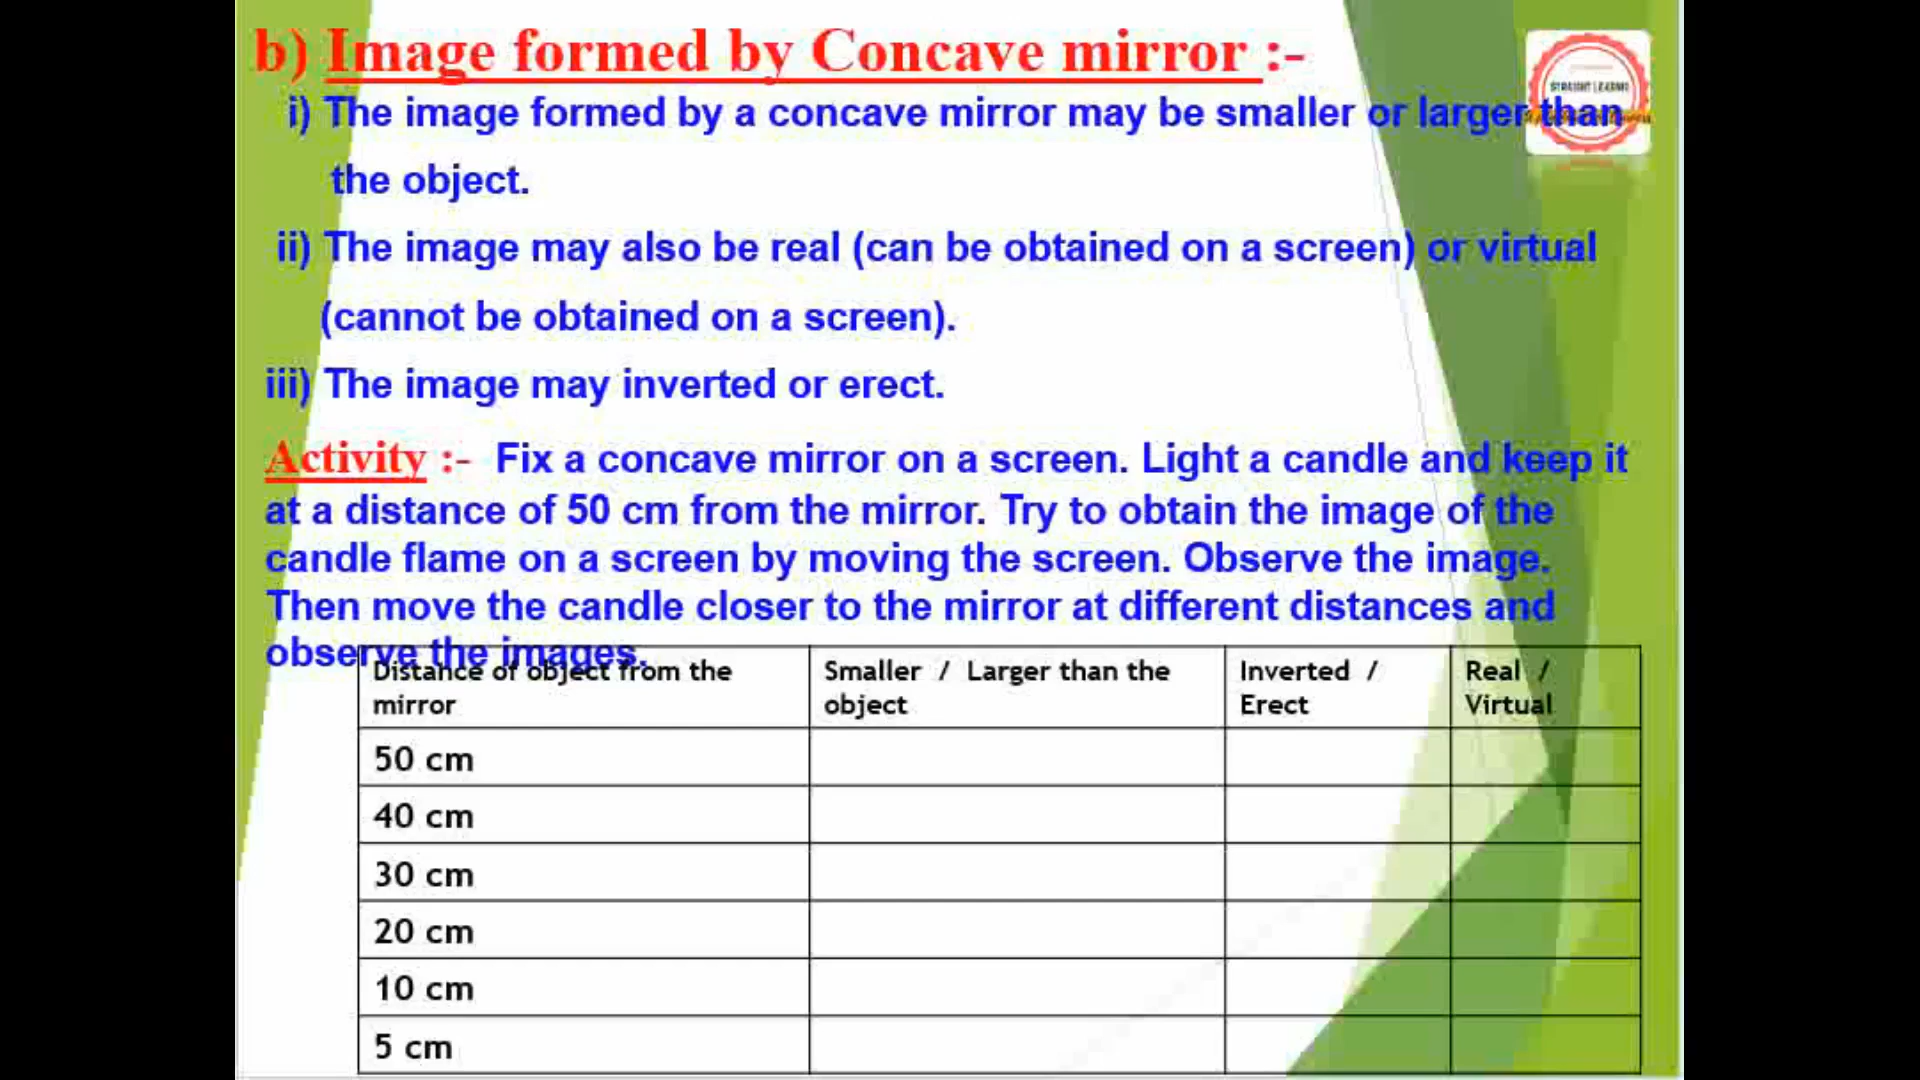 b) Image formed by Concave mirror :-
i) The image formed by a concave mirror may be smaller or larger than
the object.
ii) The image may also be real (can be obtained on a screen) or virtual
(cannot be obtained on a screen).
iii) The image may inverted or erect.
Activity :- Fix a concave mirror on a screen. Light a candle and keep it
at a distance of 50 cm from the mirror. Try to obtain the image of the
candle flame on a screen by moving the screen. Observe the image.
Then move the candle closer to the mirror at different distances and
observe the images.
Distance of object from the mirror
Smaller / Larger than the object
Inverted / Erect
Real / Virtual
50 cm
40 cm
30 cm
20 cm
10 cm
5 cm